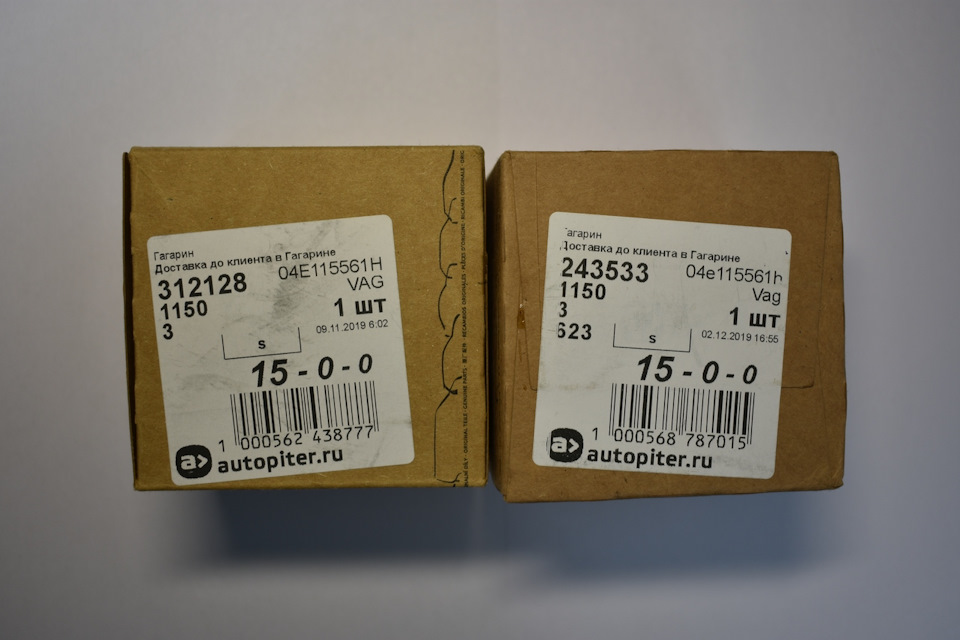 Гагарин
Доставка до клиента в Гагарине
312128 04E115561H
VAG
1150
1 шт
3
09.11.2019 6:02
S
15-0-0
1 000562 438777
a>
autopiter.ru
Гагарин
Доставка до клиента в Гагарине
243533 04e115561h
Vag
1150
1 шт
3
623
02.12.2019 16:55
S
15-0-0
1 000568 787015
a>
autopiter.ru